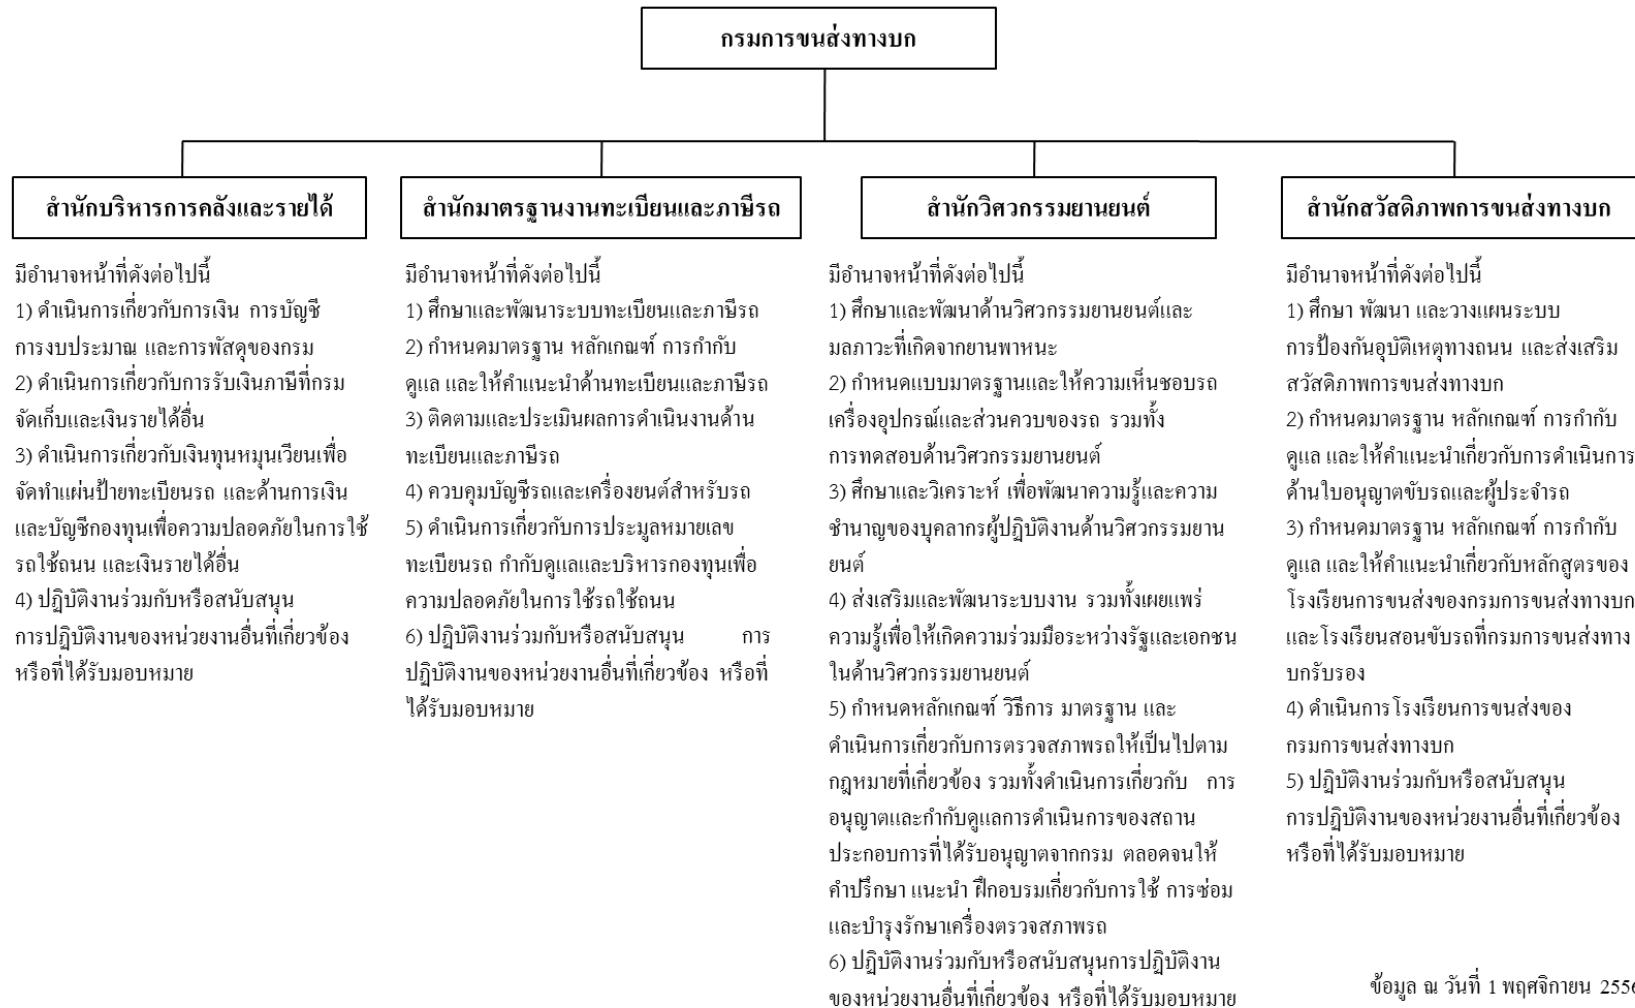 กรมการขนส่งทางบก
สำนักบริหารการคลังและรายได้
มีอำนาจหน้าที่ดังต่อไปนี้
1) ดำเนินการเกี่ยวกับการเงิน การบัญชี
การงบประมาณ และการพัสดุของกรม
2) ดำเนินการเกี่ยวกับการรับเงินภาษีที่กรม
จัดเก็บและเงินรายได้อื่น
3) ดำเนินการเกี่ยวกับเงินทุนหมุนเวียนเพื่อ
จัดทำแผ่นป้ายทะเบียนรถ และด้านการเงิน
และบัญชีกองทุนเพื่อความปลอดภัยในการใช้
รถใช้ถนน และเงินรายได้อื่น
4) ปฏิบัติงานร่วมกับหรือสนับสนุน
การปฏิบัติงานของหน่วยงานอื่นที่เกี่ยวข้อง
หรือที่ได้รับมอบหมาย
สำนักมาตรฐานงานทะเบียนและภาษีรถ
มีอำนาจหน้าที่ดังต่อไปนี้
1) ศึกษาและพัฒนาระบบทะเบียนและภาษีรถ
2) กำหนดมาตรฐาน หลักเกณฑ์ การกำกับ
ดูแล และให้คำแนะนำด้านทะเบียนและภาษีรถ
3) ติดตามและประเมินผลการดำเนินงานด้าน
ทะเบียนและภาษีรถ
4) ควบคุมบัญชีรถและเครื่องยนต์สำหรับรถ
5) ดำเนินการเกี่ยวกับการประมูลหมายเลข
ทะเบียนรถ กำกับดูแลและบริหารกองทุนเพื่อ
ความปลอดภัยในการใช้รถใช้ถนน
6) ปฏิบัติงานร่วมกับหรือสนับสนุน การ
ปฏิบัติงานของหน่วยงานอื่นที่เกี่ยวข้อง หรือที่
ได้รับมอบหมาย
สำนักวิศวกรรมยานยนต์
มีอำนาจหน้าที่ดังต่อไปนี้
1) ศึกษาและพัฒนาด้านวิศวกรรมยานยนต์และ
มลภาวะที่เกิดจากยานพาหนะ
2) กำหนดแบบมาตรฐานและให้ความเห็นชอบรถ
เครื่องอุปกรณ์และส่วนควบของรถ รวมทั้ง
การทดสอบด้านวิศวกรรมยานยนต์
3) ศึกษาและวิเคราะห์ เพื่อพัฒนาความรู้และความ
ชำนาญของบุคลากรผู้ปฏิบัติงานด้านวิศวกรรมยาน
ยนต์
4) ส่งเสริมและพัฒนาระบบงาน รวมทั้งเผยแพร่
ความรู้เพื่อให้เกิดความร่วมมือระหว่างรัฐและเอกชน
ในด้านวิศวกรรมยานยนต์
5) กำหนดหลักเกณฑ์ วิธีการ มาตรฐาน และ
ดำเนินการเกี่ยวกับการตรวจสภาพรถให้เป็นไปตาม
กฎหมายที่เกี่ยวข้อง รวมทั้งดำเนินการเกี่ยวกับ การ
อนุญาตและกำกับดูแลการดำเนินการของสถาน
ประกอบการที่ได้รับอนุญาตจากกรม ตลอดจนให้
คำปรึกษา แนะนำ ฝึกอบรมเกี่ยวกับการใช้ การซ่อม
และบำรุงรักษาเครื่องตรวจสภาพรถ
6) ปฏิบัติงานร่วมกับหรือสนับสนุนการปฏิบัติงาน
ของหน่วยงานอื่นที่เกี่ยวข้อง หรือที่ได้รับมอบหมาย
สำนักสวัสดิภาพการขนส่งทางบก
มีอำนาจหน้าที่ดังต่อไปนี้
1) ศึกษา พัฒนา และวางแผนระบบ
การป้องกันอุบัติเหตุทางถนน และส่งเสริม
สวัสดิภาพการขนส่งทางบก
2) กำหนดมาตรฐาน หลักเกณฑ์ การกำกับ
ดูแล และให้คำแนะนำเกี่ยวกับการดำเนินการ
ด้านใบอนุญาตขับรถและผู้ประจำรถ
3) กำหนดมาตรฐาน หลักเกณฑ์ การกำกับ
ดูแล และให้คำแนะนำเกี่ยวกับหลักสูตรของ
โรงเรียนการขนส่งของกรมการขนส่งทางบก
และโรงเรียนสอนขับรถที่กรมการขนส่งทาง
บกรับรอง
4) ดำเนินการโรงเรียนการขนส่งของ
กรมการขนส่งทางบก
5) ปฏิบัติงานร่วมกับหรือสนับสนุน
การปฏิบัติงานของหน่วยงานอื่นที่เกี่ยวข้อง
หรือที่ได้รับมอบหมาย
ข้อมูล ณ วันที่ 1 พฤศจิกายน 2556